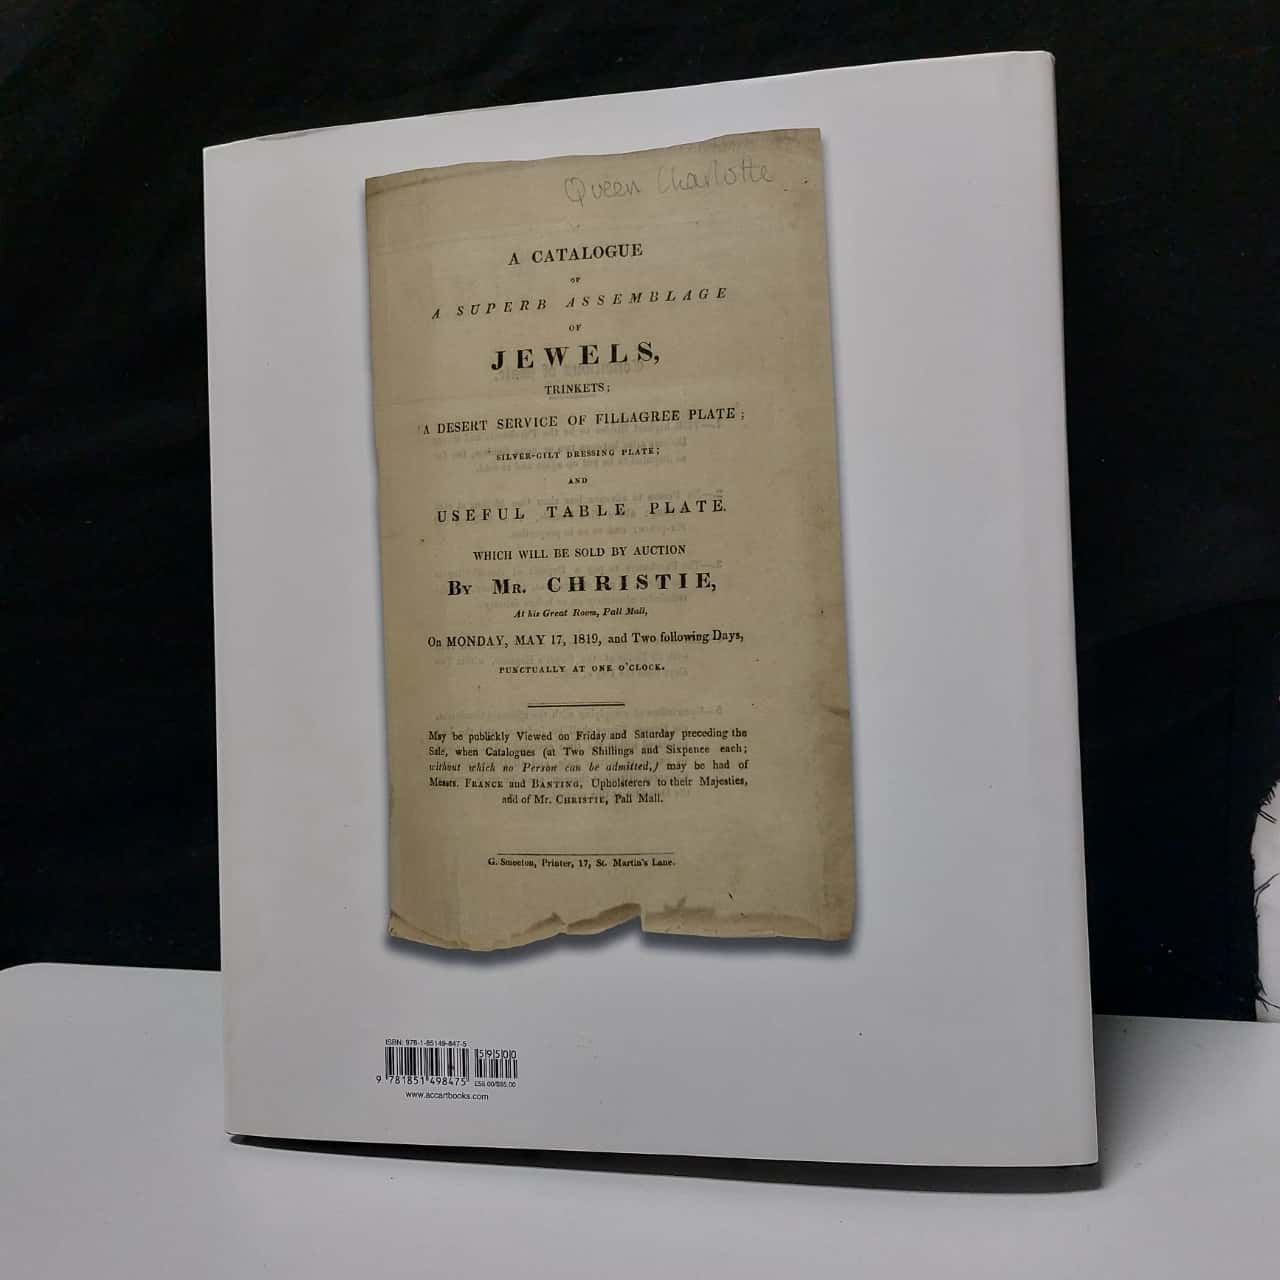 Queen Charlotte
A CATALOGUE
OF
A SUPERB ASSEMBLAGE
OF
JEWELS,
TRINKETS;
A DESERT SERVICE OF FILLAGREE PLATE;
SILVER-GILT DRESSING PLATE;
AND
USEFUL TABLE PLATE.
WHICH WILL BE SOLD BY AUCTION
BY MR. CHRISTIE,
At his Great Room, Pall Mall,
On MONDAY, MAY 17, 1819, and Two following Days,
PUNCTUALLY AT ONE O'CLOCK.
May be publickly Viewed on Friday and Saturday preceding the
Sale, when Catalogues (at Two Shillings and Sixpence each;
without which no Person can be admitted,) may be had of
Messrs. FRANCE and BANTING, Upholsterers to their Majesties,
and of Mr. CHRISTIE, Pall Mall.
G. Smeeton, Printer, 17, St. Martin's Lane.
ISBN: 978-1-85149-847-5
59500
9 781851 498475
www.accartbooks.com